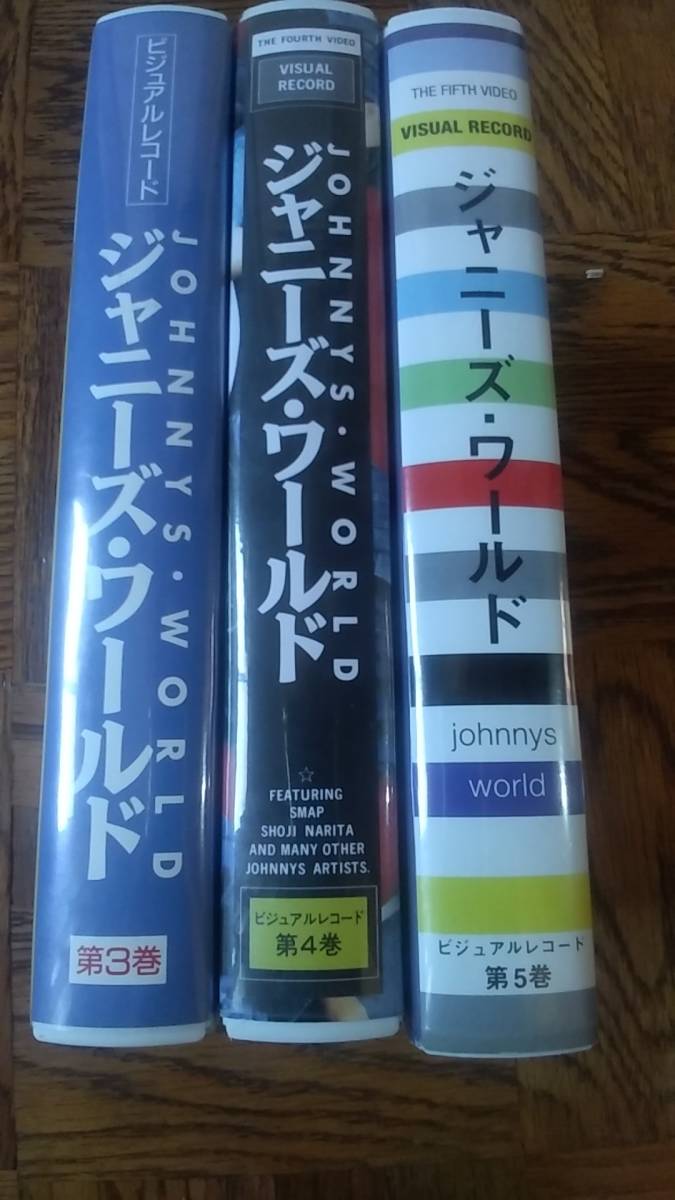 ビジュアルレコード
JOHNNYS・WORLD
ジャニーズ・ワールド
第3巻
THE FOURTH VIDEO
VISUAL
RECORD
JOHNNYS・WORLD
ジャニーズ・ワールド
☆
FEATURING
SMAP
SHOJI NARITA
AND MANY OTHER
JOHNNYS ARTISTS.
ビジュアルレコード
第4巻
THE FIFTH VIDEO
VISUAL RECORD
ジャニーズ・ワールド
johnnys
world
ビジュアルレコード
第5巻